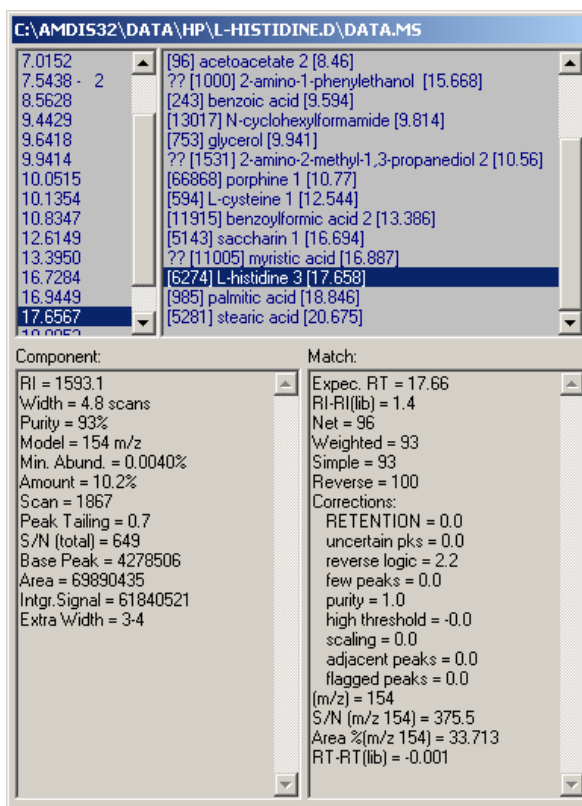 C:\AMDIS32\DATA\HP\L-HISTIDINE.D\DATA.MS
7.0152
7.5438 - 2
8.5628
9.4429
9.6418
9.9414
10.0515
10.1354
10.8347
12.6149
13.3950
16.7284
16.9449
17.6567
[96] acetoacetate 2 [8.46]
?? [1000] 2-amino-1-phenylethanol [15.668]
[243] benzoic acid [9.594]
[13017] N-cyclohexylformamide [9.814]
[753] glycerol [9.941]
?? [1531] 2-amino-2-methyl-1,3-propanediol 2 [10.56]
[66868] porphine 1 [10.77]
[594] L-cysteine 1 [12.544]
[11915] benzoylformic acid 2 [13.386]
[5143] saccharin 1 [16.694]
?? [11005] myristic acid [16.887]
[6274] L-histidine 3 [17.658]
[985] palmitic acid [18.846]
[5281] stearic acid [20.675]
Component:
RI = 1593.1
Width = 4.8 scans
Purity = 93%
Model = 154 m/z
Min. Abund. = 0.0040%
Amount = 10.2%
Scan = 1867
Peak Tailing = 0.7
S/N (total) = 649
Base Peak = 4278506
Area = 69890435
Intgr.Signal = 61840521
Extra Width = 3-4
Match:
Expec. RT = 17.66
RI-RI(lib) = 1.4
Net = 96
Weighted = 93
Simple = 93
Reverse = 100
Corrections:
RETENTION = 0.0
uncertain pks = 0.0
reverse logic = 2.2
few peaks = 0.0
purity = 1.0
high threshold = -0.0
scaling = 0.0
adjacent peaks = 0.0
flagged peaks = 0.0
(m/z) = 154
S/N (m/z 154) = 375.5
Area %(m/z 154) = 33.713
RT-RT(lib) = -0.001